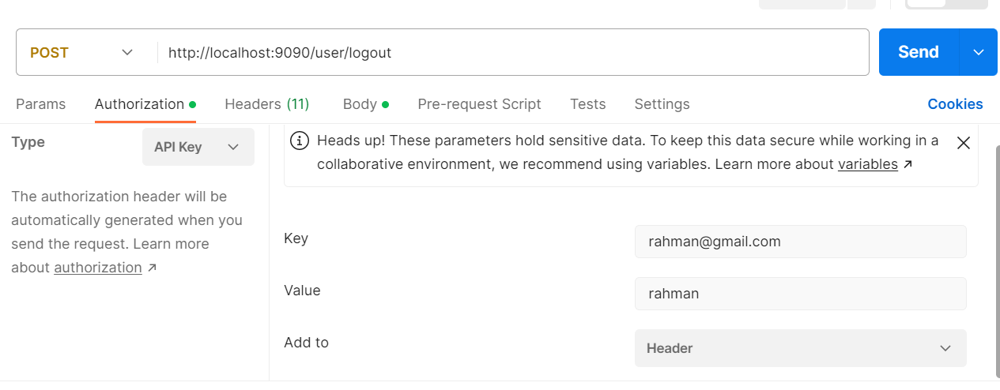 POST http://localhost:9090/user/logout Send
Params Authorization Headers (11) Body Pre-request Script Tests Settings Cookies
Type API Key
The authorization header will be
automatically generated when you
send the request. Learn more
about authorization ↗
Heads up! These parameters hold sensitive data. To keep this data secure while working in a
collaborative environment, we recommend using variables. Learn more about variables ↗
Key rahman@gmail.com
Value rahman
Add to Header